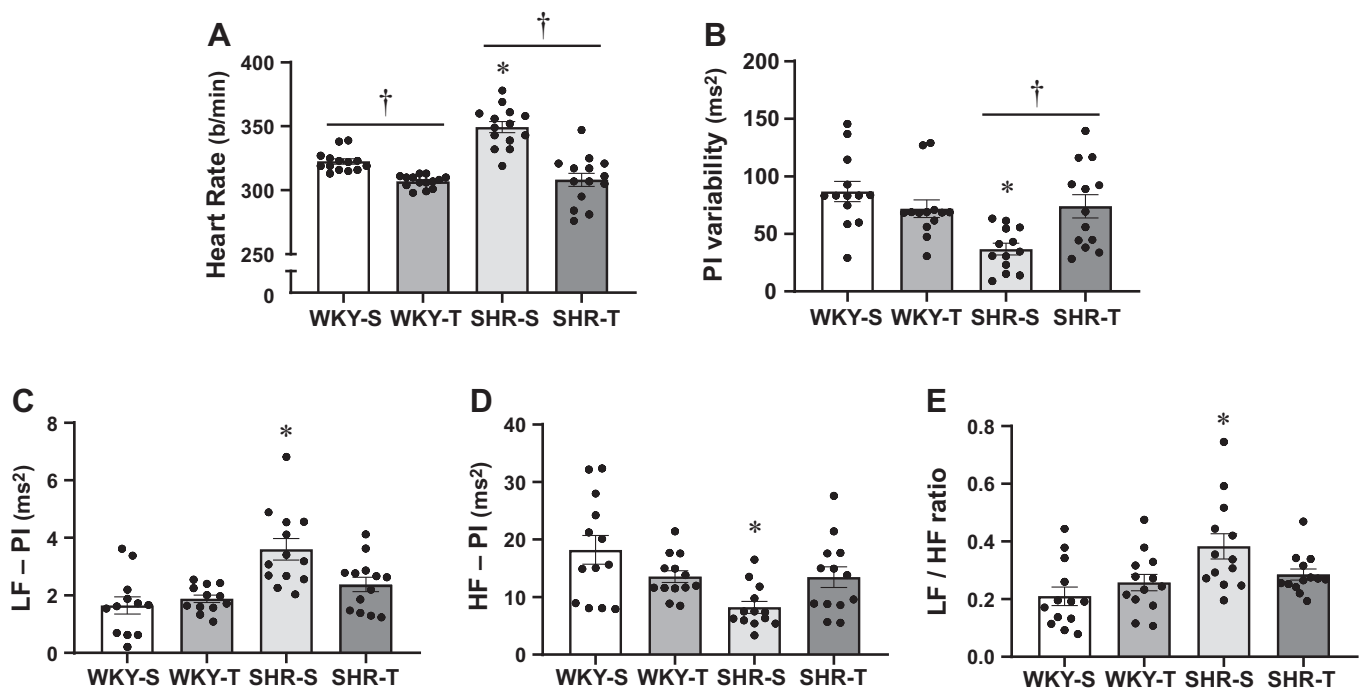 A
Heart Rate (b/min)
400
350
300
250
0
†
†
*
WKY-S WKY-T SHR-S SHR-T
B
PI variability (ms²)
200
150
100
50
0
†
*
WKY-S WKY-T SHR-S SHR-T
C
LF – PI (ms²)
8
6
4
2
0
*
WKY-S WKY-T SHR-S SHR-T
D
HF – PI (ms²)
40
30
20
10
0
*
WKY-S WKY-T SHR-S SHR-T
E
LF / HF ratio
0.8
0.6
0.4
0.2
0.0
*
WKY-S WKY-T SHR-S SHR-T